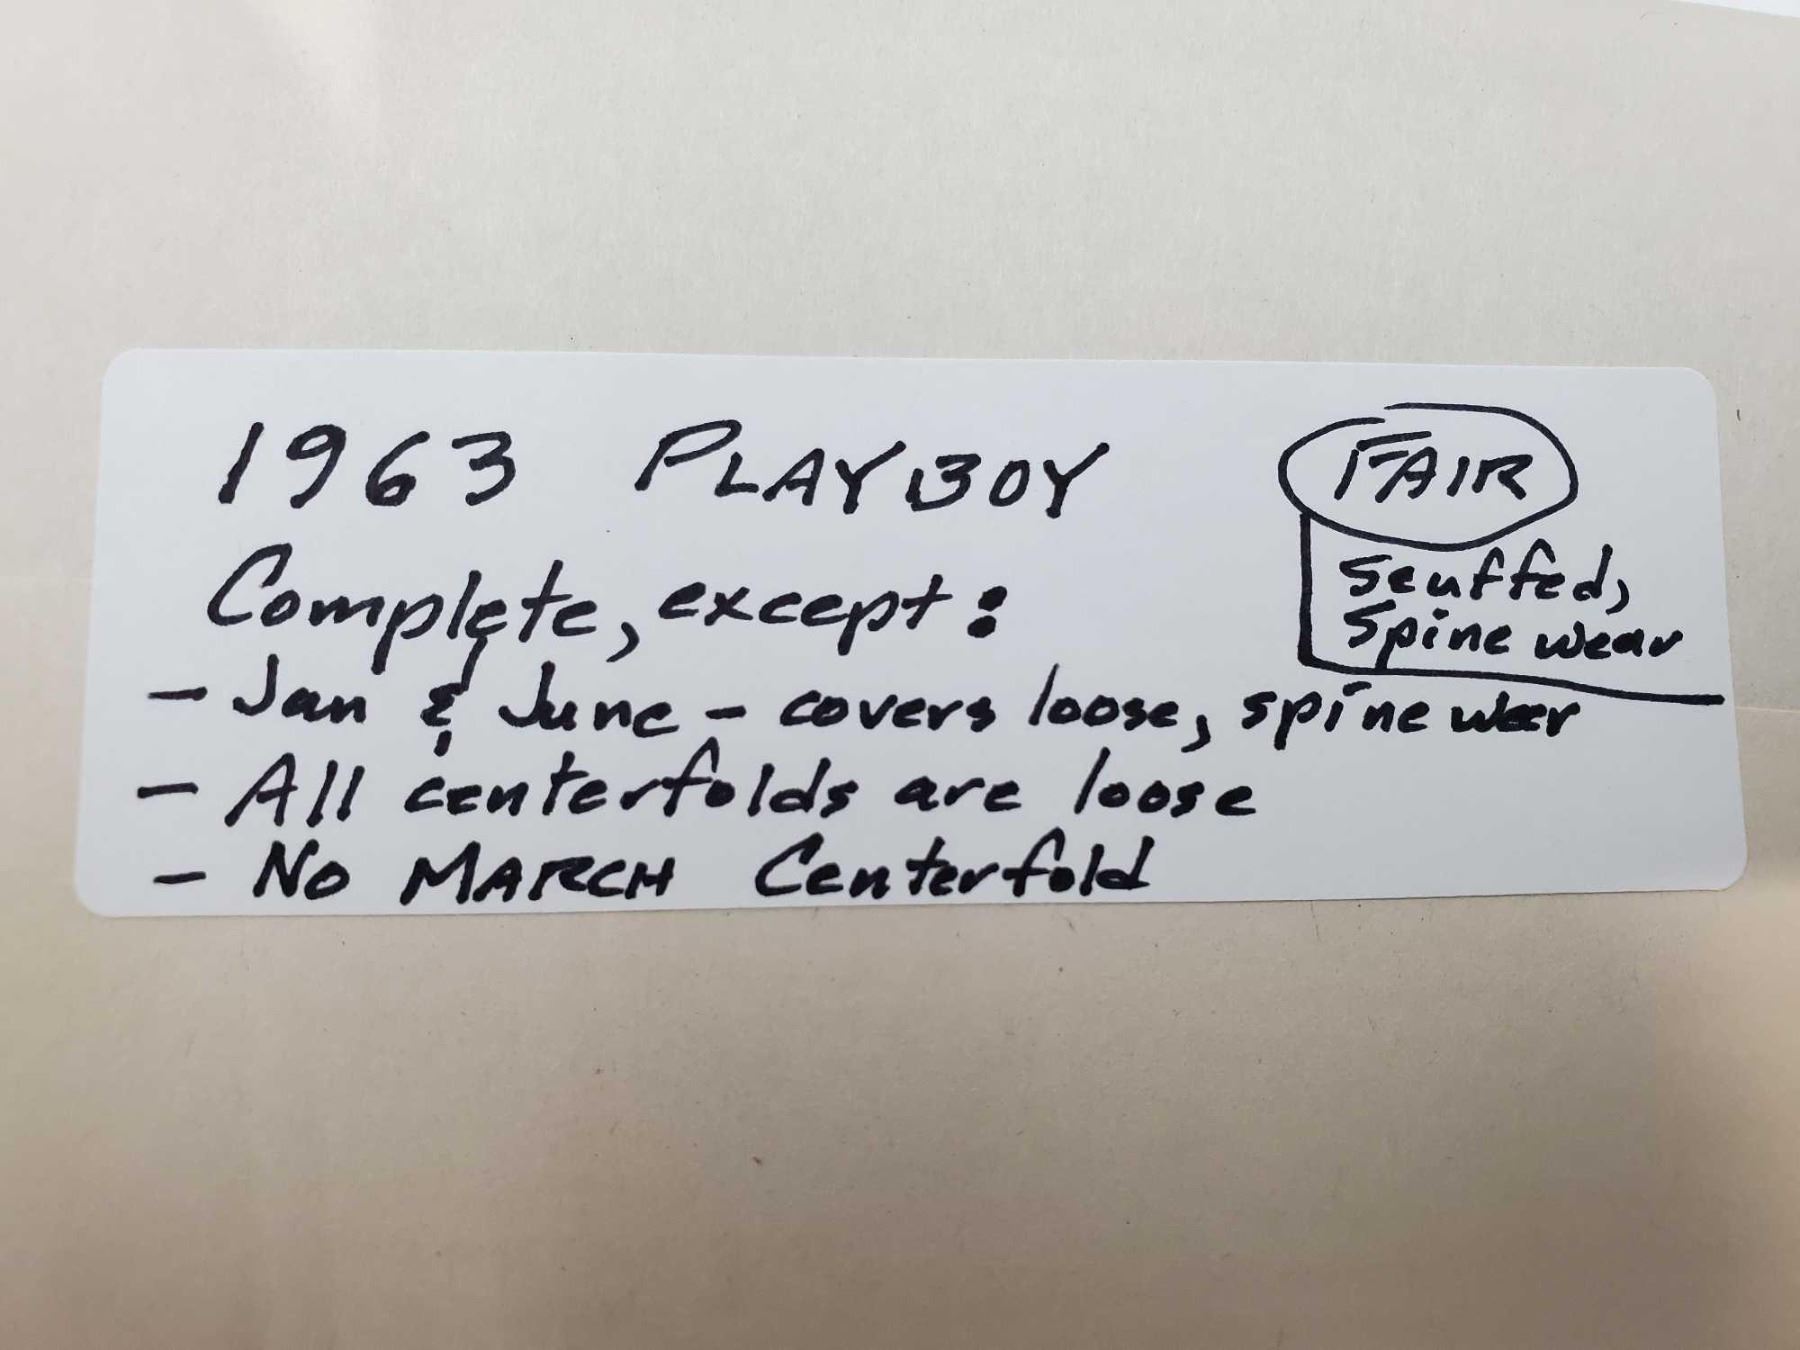 1963 PLAYBOY
FAIR
Scuffed,
Spine wear
Complete, except:
- Jan & June - covers loose, spine wear
- All centerfolds are loose
- No MARCH Centerfold